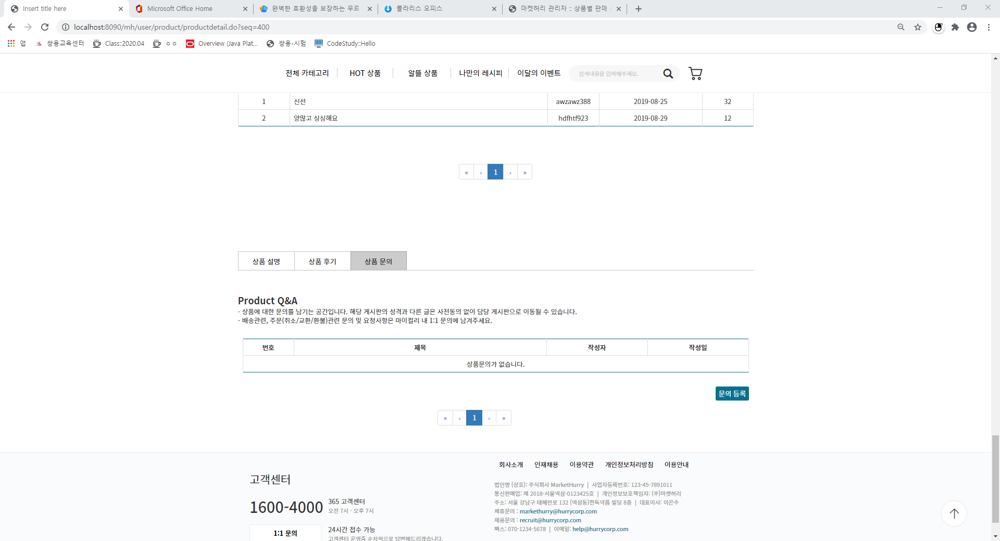 Insert title here
Microsoft Office Home
완벽한 호환성을 보장하는 무료
폴라리스 오피스
마켓허리 관리자 :: 상품별 판매
localhost:8090/mh/user/product/productdetail.do?seq=400
앱
쌍용교육센터
Class::2020.04
ㅇㅇ
Overview (Java Plat...
쌍용-시험
CodeStudy::Hello
전체 카테고리
HOT 상품
알뜰 상품
나만의 레시피
이달의 이벤트
검색내용을 입력해주세요.
1 신선 awzawz388 2019-08-25 32
2 양많고 싱싱해요 hdfhtf923 2019-08-29 12
« ‹ 1 › »
상품 설명
상품 후기
상품 문의
Product Q&A
- 상품에 대한 문의를 남기는 공간입니다. 해당 게시판의 성격과 다른 글은 사전동의 없이 담당 게시판으로 이동될 수 있습니다.
- 배송관련, 주문(취소/교환/환불)관련 문의 및 요청사항은 마이컬리 내 1:1 문의에 남겨주세요.
번호 제목 작성자 작성일
상품문의가 없습니다.
문의 등록
« ‹ 1 › »
고객센터
1600-4000
365 고객센터
오전 7시 - 오후 7시
1:1 문의
24시간 접수 가능
고객센터 운영중 순차적으로 답변해드리겠습니다.
회사소개 인재채용 이용약관 개인정보처리방침 이용안내
법인명 (상호): 주식회사 MarketHurry | 사업자등록번호: 123-45-7891011
통신판매업: 제 2018-서울역삼-0123425호 | 개인정보보호책임자: (주)마켓허리
주소: 서울 강남구 테헤란로 132 (역삼동)한독약품 빌딩 8층 | 대표이사: 이은수
제휴문의 : markethurry@hurrycorp.com
채용문의 : recruit@hurrycorp.com
팩스: 070-1234-5678 | 이메일: help@hurrycorp.com